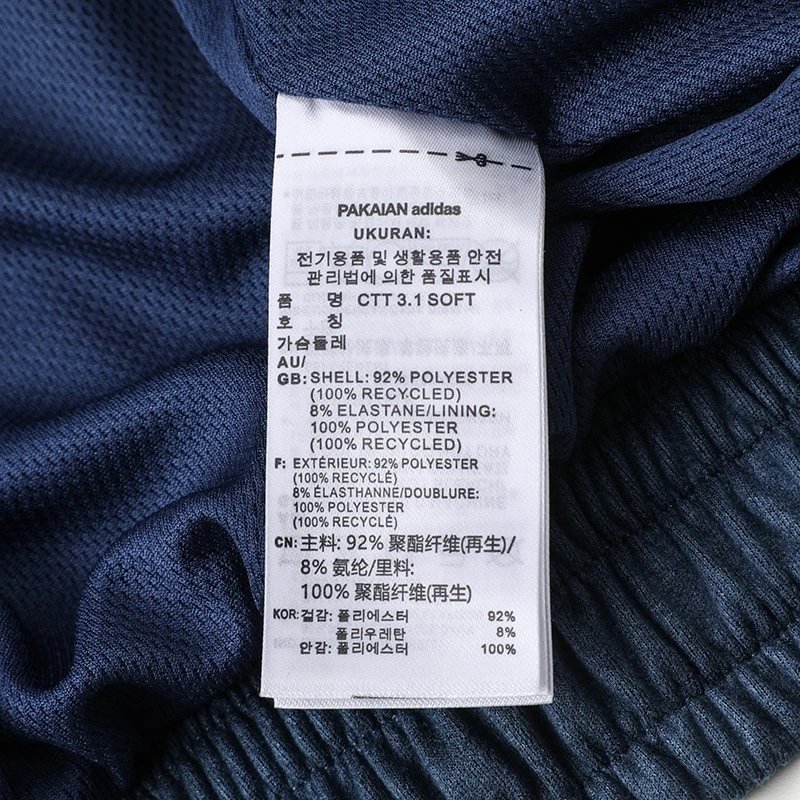 PAKAIAN adidas
UKURAN:
전기용품 및 생활용품 안전
관리법에 의한 품질표시
품 명 CTT 3.1 SOFT
호 칭
가슴둘레
AU/
GB: SHELL: 92% POLYESTER
(100% RECYCLED)
8% ELASTANE/LINING:
100% POLYESTER
(100% RECYCLED)
F: EXTÉRIEUR: 92% POLYESTER
(100% RECYCLÉ)
8% ÉLASTHANNE/DOUBLURE:
100% POLYESTER
(100% RECYCLÉ)
CN: 主料: 92% 聚酯纤维(再生)/
8% 氨纶/里料:
100% 聚酯纤维(再生)
KOR: 겉감: 폴리에스터 92%
폴리우레탄 8%
안감: 폴리에스터 100%